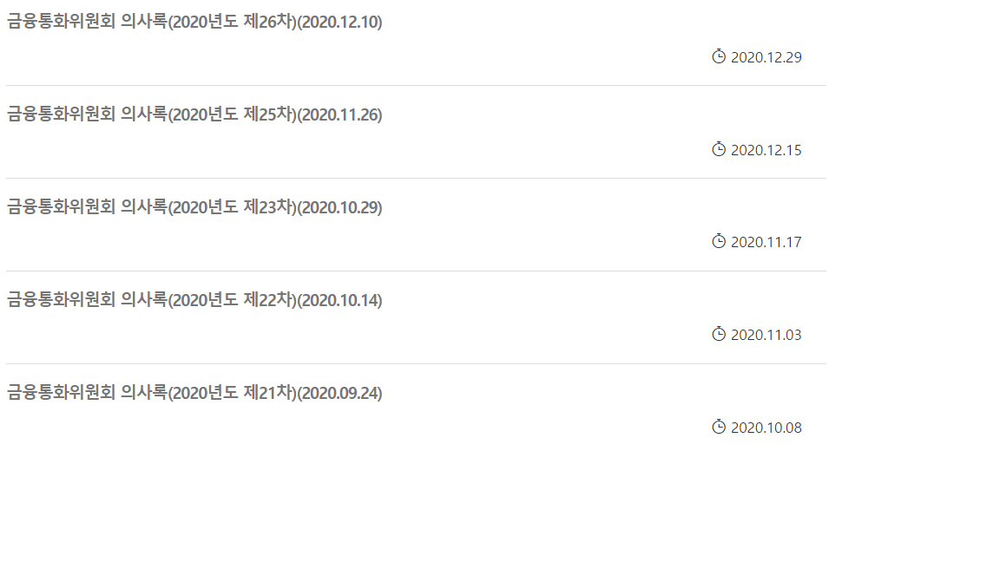 금융통화위원회 의사록(2020년도 제26차)(2020.12.10)
2020.12.29
금융통화위원회 의사록(2020년도 제25차)(2020.11.26)
2020.12.15
금융통화위원회 의사록(2020년도 제23차)(2020.10.29)
2020.11.17
금융통화위원회 의사록(2020년도 제22차)(2020.10.14)
2020.11.03
금융통화위원회 의사록(2020년도 제21차)(2020.09.24)
2020.10.08